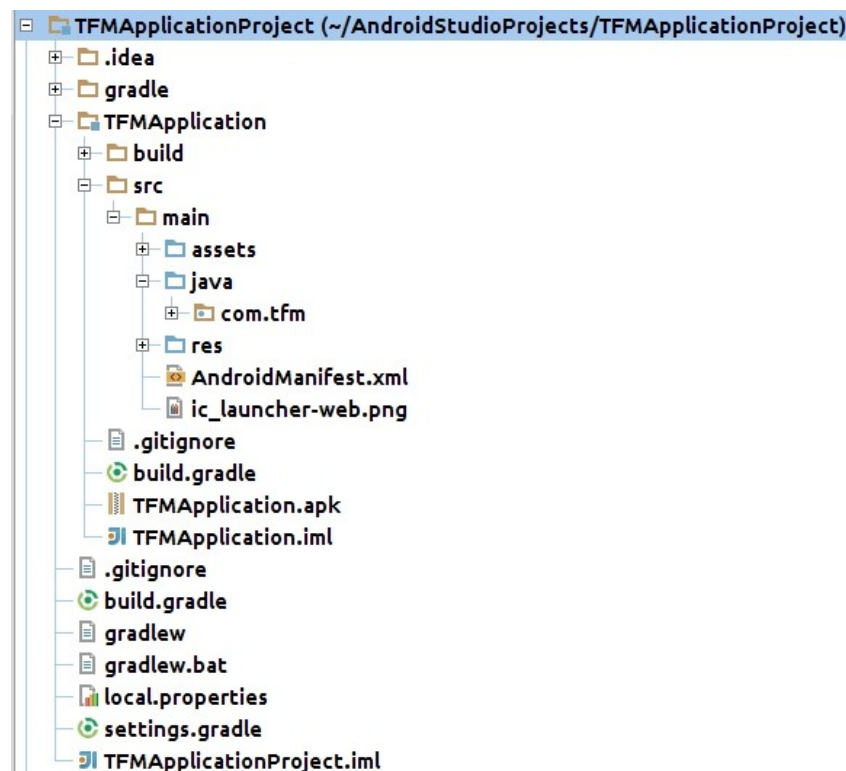 TFMApplicationProject (~/AndroidStudioProjects/TFMApplicationProject)
.idea
gradle
TFMApplication
build
src
main
assets
java
com.tfm
res
AndroidManifest.xml
ic_launcher-web.png
.gitignore
build.gradle
TFMApplication.apk
TFMApplication.iml
.gitignore
build.gradle
gradlew
gradlew.bat
local.properties
settings.gradle
TFMApplicationProject.iml